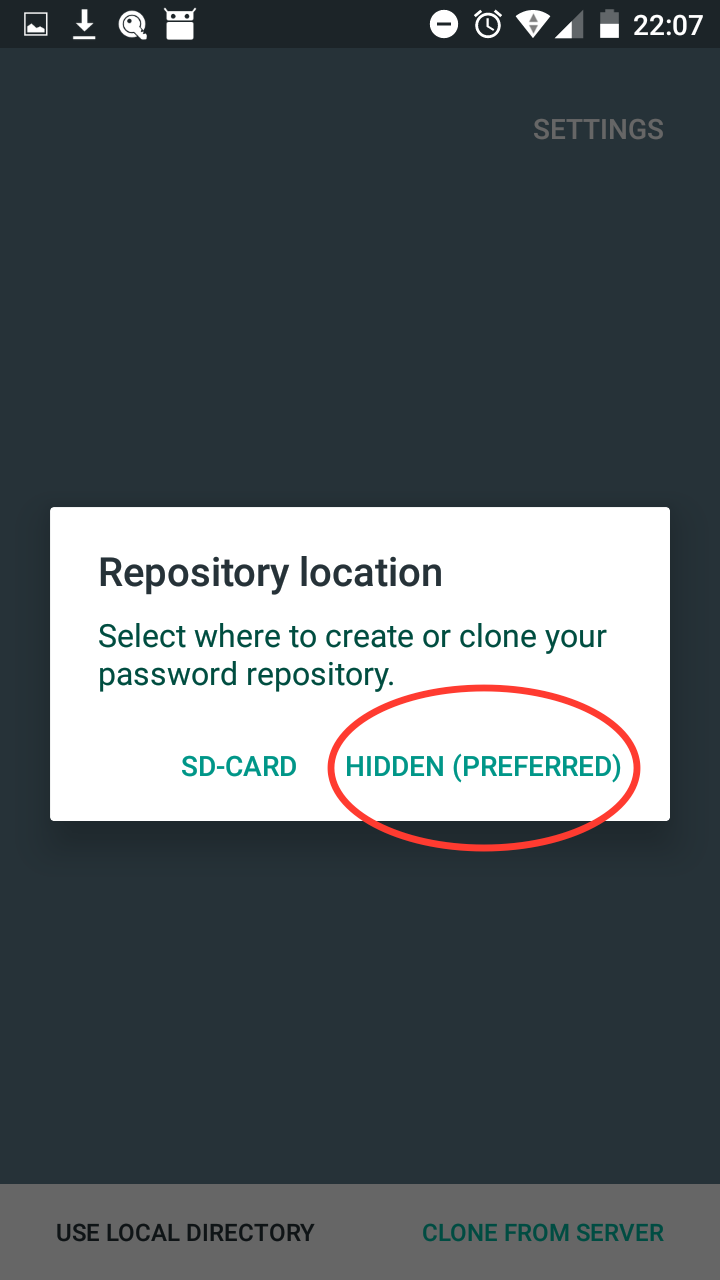 22:07
SETTINGS
Repository location
Select where to create or clone your
password repository.
SD-CARD HIDDEN (PREFERRED)
USE LOCAL DIRECTORY CLONE FROM SERVER